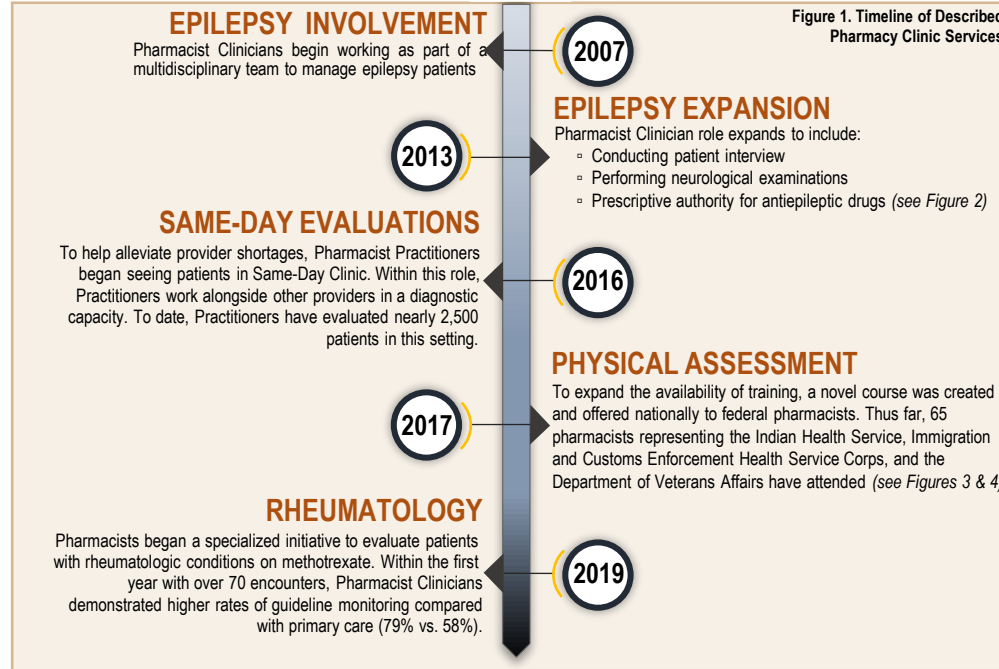 Figure 1. Timeline of Described
Pharmacy Clinic Services
EPILEPSY INVOLVEMENT
Pharmacist Clinicians begin working as part of a
multidisciplinary team to manage epilepsy patients
2007
EPILEPSY EXPANSION
Pharmacist Clinician role expands to include:
▫ Conducting patient interview
▫ Performing neurological examinations
▫ Prescriptive authority for antiepileptic drugs (see Figure 2)
2013
SAME-DAY EVALUATIONS
To help alleviate provider shortages, Pharmacist Practitioners
began seeing patients in Same-Day Clinic. Within this role,
Practitioners work alongside other providers in a diagnostic
capacity. To date, Practitioners have evaluated nearly 2,500
patients in this setting.
2016
PHYSICAL ASSESSMENT
To expand the availability of training, a novel course was created
and offered nationally to federal pharmacists. Thus far, 65
pharmacists representing the Indian Health Service, Immigration
and Customs Enforcement Health Service Corps, and the
Department of Veterans Affairs have attended (see Figures 3 & 4)
2017
RHEUMATOLOGY
Pharmacists began a specialized initiative to evaluate patients
with rheumatologic conditions on methotrexate. Within the first
year with over 70 encounters, Pharmacist Clinicians
demonstrated higher rates of guideline monitoring compared
with primary care (79% vs. 58%).
2019